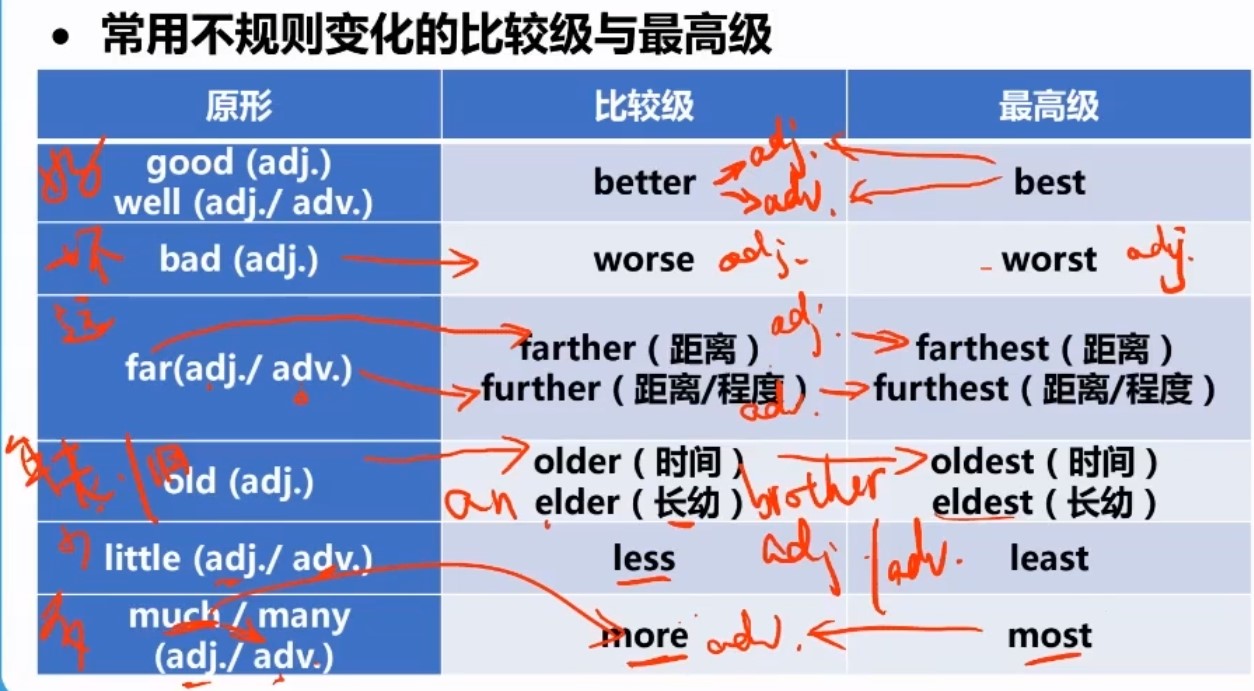 • 常用不规则变化的比较级与最高级
原形 比较级 最高级
好 good (adj.)
well (adj./ adv.)
better adj.
adv.
best
坏 bad (adj.) worse adj. worst adj.
远 far(adj./ adv.)
farther（距离） adj.
further（距离/程度） adv.
farthest（距离）
furthest（距离/程度）
old (adj.)
older（时间）
an elder（长幼） brother
oldest（时间）
eldest（长幼）
little (adj./ adv.) less adj./adv. least
多 much / many
(adj./ adv.)
more adv. most